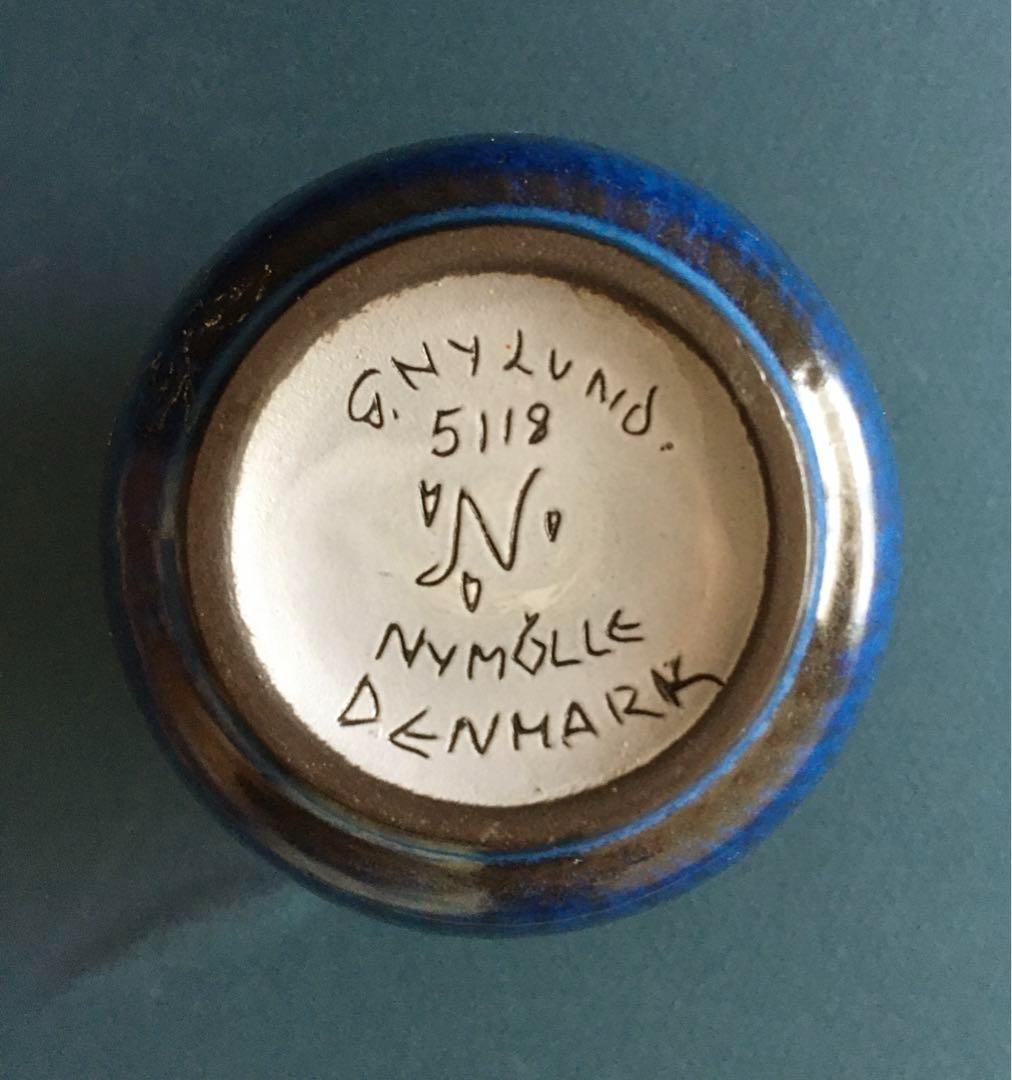 G. NYLUND.
5118
N
NYMÖLLE
DENMARK